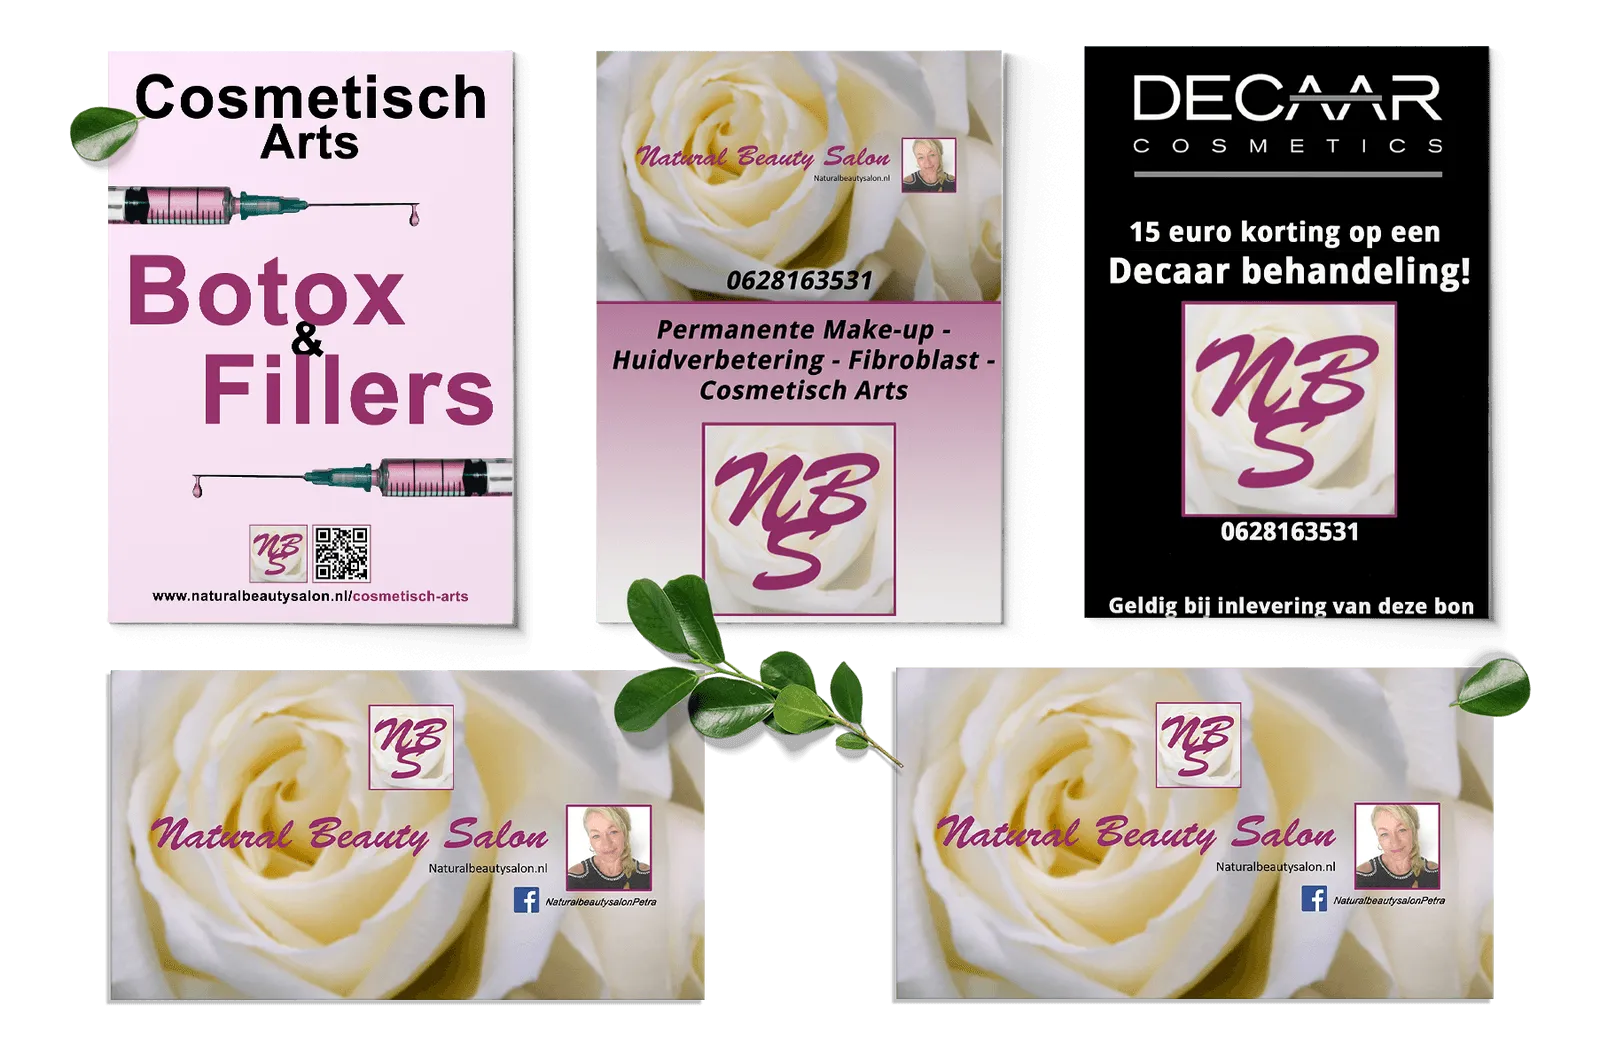 Cosmetisch
Arts
Botox
&
Fillers
NBS
www.naturalbeautysalon.nl/cosmetisch-arts
Natural Beauty Salon
Naturalbeautysalon.nl
0628163531
Permanente Make-up -
Huidverbetering - Fibroblast -
Cosmetisch Arts
NBS
DECAAR
COSMETICS
15 euro korting op een
Decaar behandeling!
NBS
0628163531
Geldig bij inlevering van deze bon
NBS
Natural Beauty Salon
Naturalbeautysalon.nl
f NaturalbeautysalonPetra
NBS
Natural Beauty Salon
Naturalbeautysalon.nl
f NaturalbeautysalonPetra